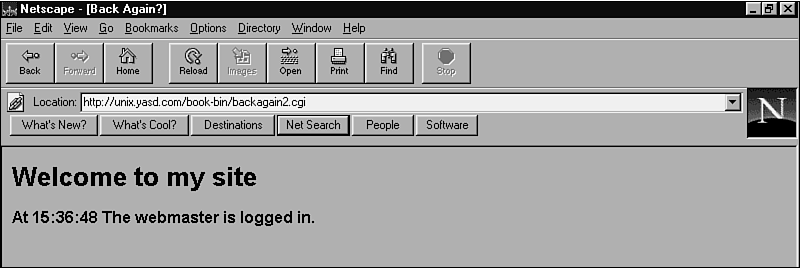 Netscape - [Back Again?]
File Edit View Go Bookmarks Options Directory Window Help
Back Forward Home Reload Images Open Print Find Stop
Location: http://unix.yasd.com/book-bin/backagain2.cgi
N
What's New? What's Cool? Destinations Net Search People Software
Welcome to my site
At 15:36:48 The webmaster is logged in.